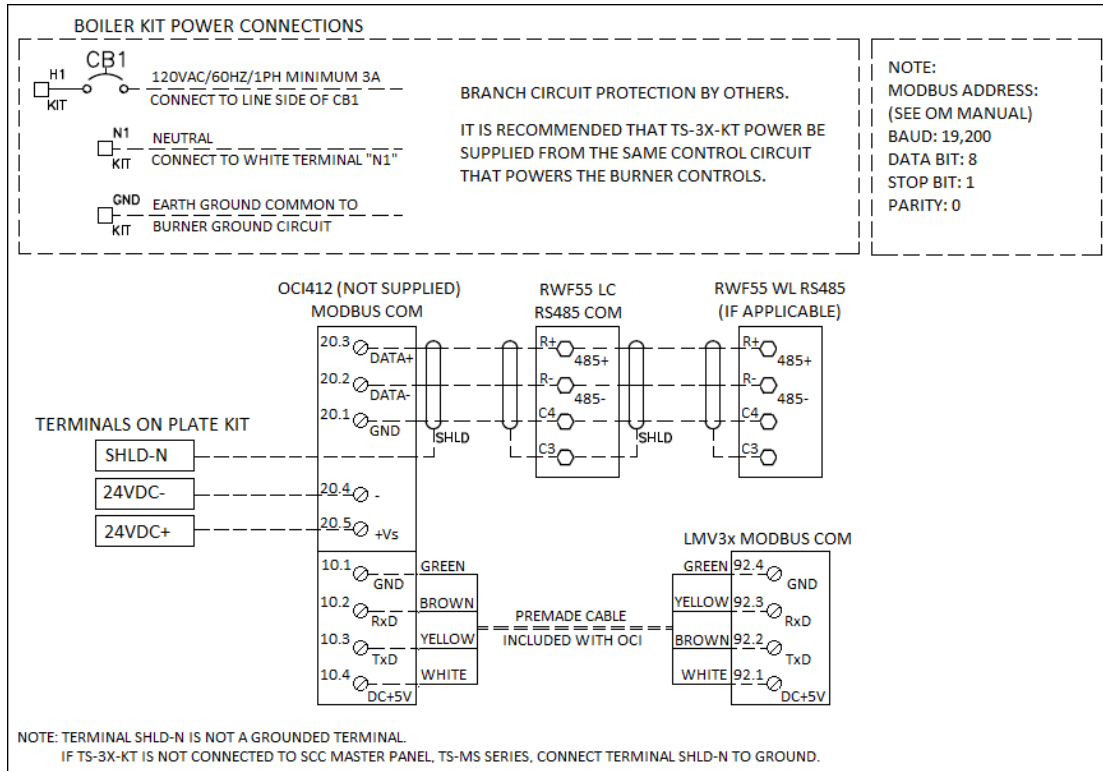 BOILER KIT POWER CONNECTIONS
CB1
H1
KIT
120VAC/60HZ/1PH MINIMUM 3A
CONNECT TO LINE SIDE OF CB1
N1
KIT
NEUTRAL
CONNECT TO WHITE TERMINAL "N1"
GND
KIT
EARTH GROUND COMMON TO
BURNER GROUND CIRCUIT
BRANCH CIRCUIT PROTECTION BY OTHERS.
IT IS RECOMMENDED THAT TS-3X-KT POWER BE
SUPPLIED FROM THE SAME CONTROL CIRCUIT
THAT POWERS THE BURNER CONTROLS.
NOTE:
MODBUS ADDRESS:
(SEE OM MANUAL)
BAUD: 19,200
DATA BIT: 8
STOP BIT: 1
PARITY: 0
OCI412 (NOT SUPPLIED)
MODBUS COM
RWF55 LC
RS485 COM
RWF55 WL RS485
(IF APPLICABLE)
20.3
DATA+
R+
485+
R+
485+
20.2
DATA-
R-
485-
R-
485-
20.1
GND
SHLD
C4
SHLD
C4
C3
C3
TERMINALS ON PLATE KIT
SHLD-N
24VDC-
20.4
-
24VDC+
20.5
+Vs
LMV3x MODBUS COM
10.1
GND
GREEN
GREEN
92.4
GND
10.2
RxD
BROWN
YELLOW
92.3
RxD
PREMADE CABLE
INCLUDED WITH OCI
10.3
TxD
YELLOW
BROWN
92.2
TxD
10.4
DC+5V
WHITE
WHITE
92.1
DC+5V
NOTE: TERMINAL SHLD-N IS NOT A GROUNDED TERMINAL.
IF TS-3X-KT IS NOT CONNECTED TO SCC MASTER PANEL, TS-MS SERIES, CONNECT TERMINAL SHLD-N TO GROUND.